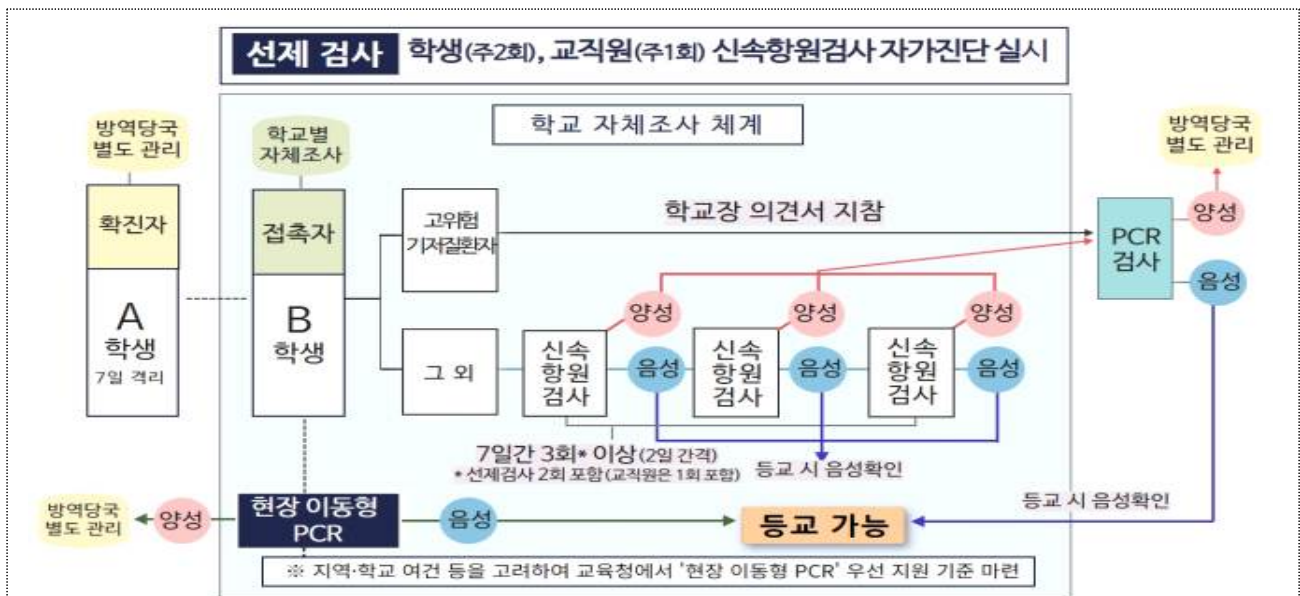 선제 검사 학생(주2회), 교직원(주1회) 신속항원검사 자가진단 실시
학교 자체조사 체계
방역당국
별도 관리
확진자
A
학생
7일 격리
학교별
자체조사
접촉자
B
학생
고위험
기저질환자
학교장 의견서 지참
그 외
신속
항원
검사
양성
음성
신속
항원
검사
양성
음성
신속
항원
검사
양성
음성
7일간 3회* 이상(2일 간격)
* 선제검사 2회 포함(교직원은 1회 포함)
등교 시 음성확인
PCR
검사
양성
방역당국
별도 관리
음성
등교 시 음성확인
방역당국
별도 관리
양성
현장 이동형
PCR
음성
등교 가능
※ 지역·학교 여건 등을 고려하여 교육청에서 '현장 이동형 PCR' 우선 지원 기준 마련